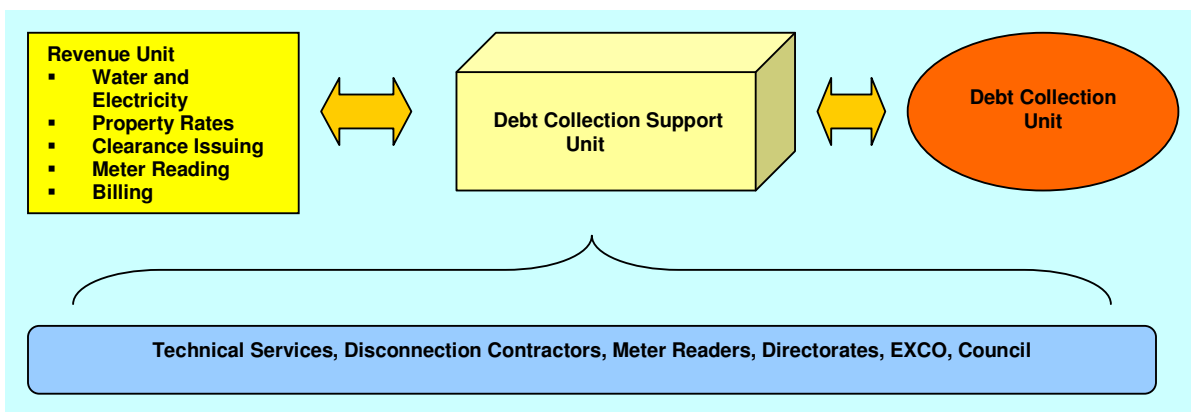 Revenue Unit
▪ Water and
Electricity
▪ Property Rates
▪ Clearance Issuing
▪ Meter Reading
▪ Billing
Debt Collection Support
Unit
Debt Collection
Unit
Technical Services, Disconnection Contractors, Meter Readers, Directorates, EXCO, Council